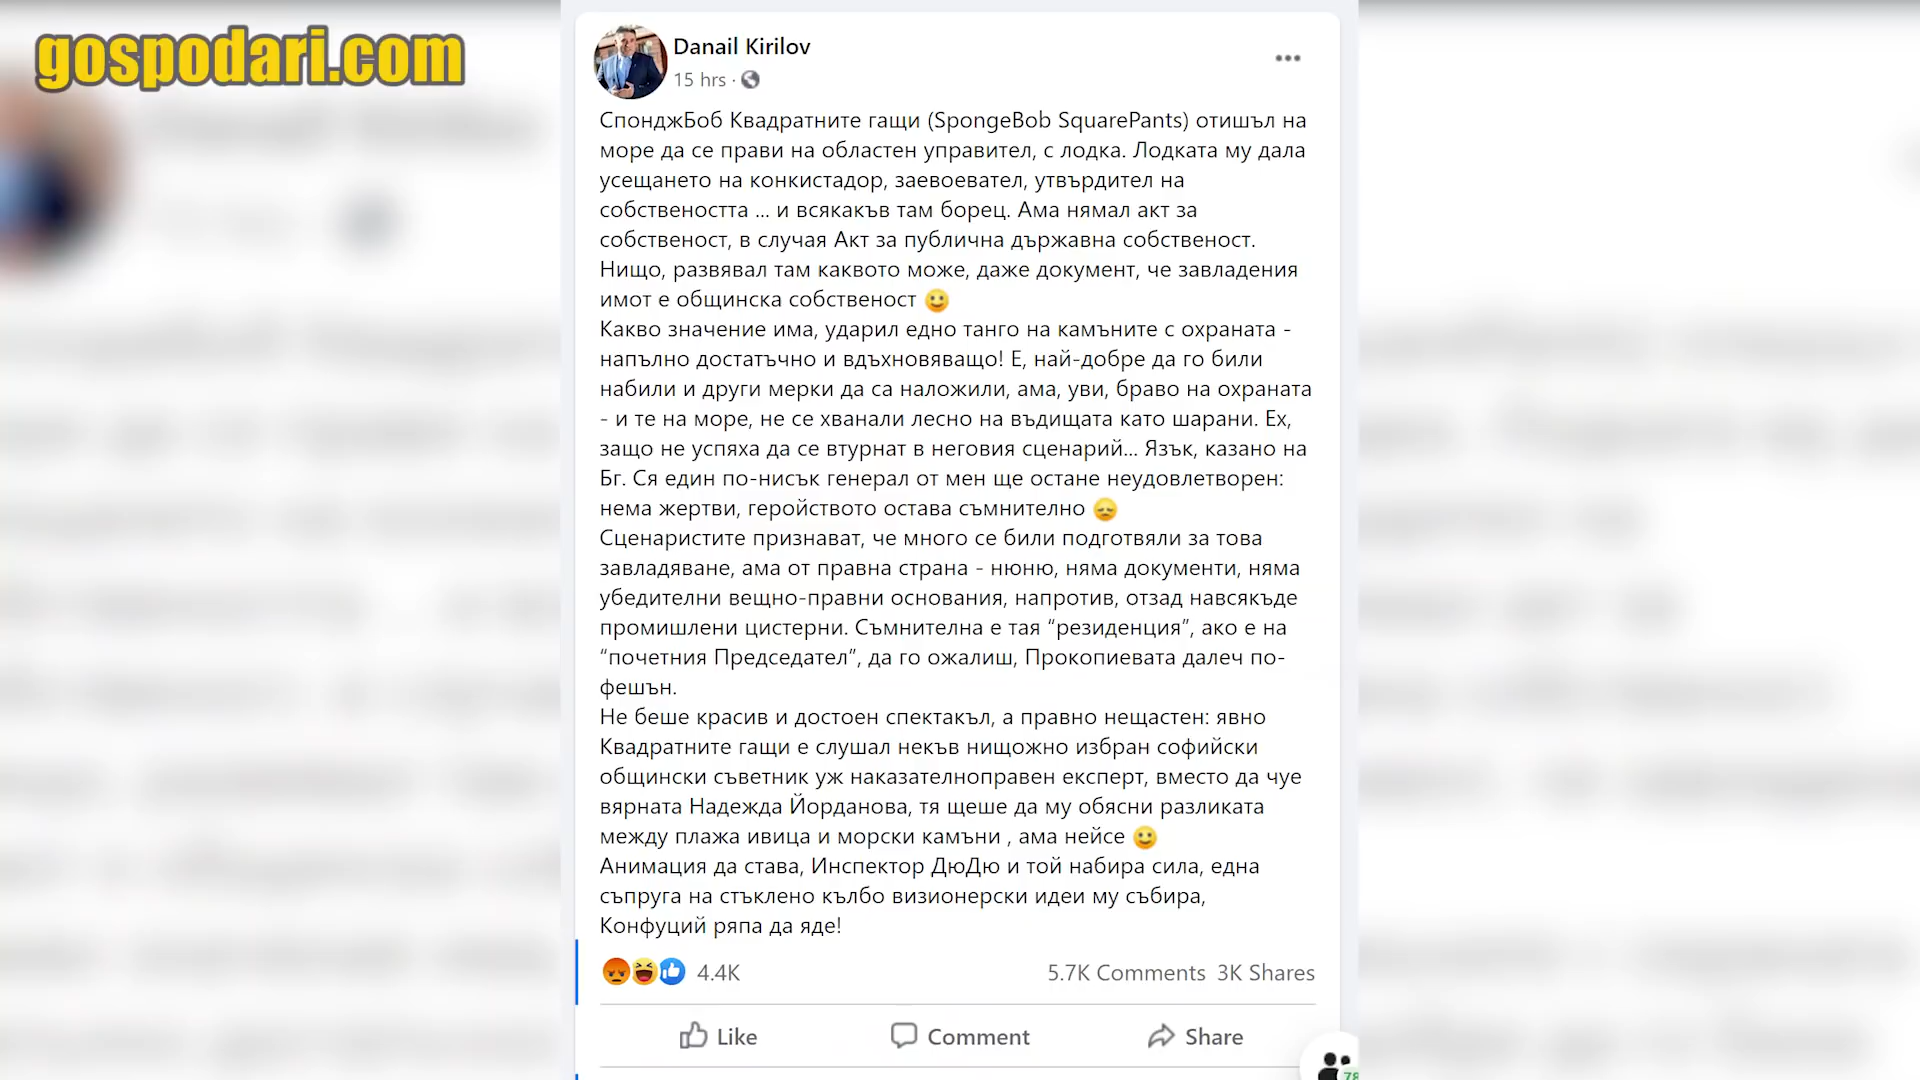 gospodari.com
Danail Kirilov
15 hrs ·
СпонджБоб Квадратните гащи (SpongeBob SquarePants) отишъл на
море да се прави на областен управител, с лодка. Лодката му дала
усещането на конкистадор, заевоевател, утвърдител на
собствеността ... и всякакъв там борец. Ама нямал акт за
собственост, в случая Акт за публична държавна собственост.
Нищо, развявал там каквото може, даже документ, че завладения
имот е общинска собственост 🙂
Какво значение има, ударил едно танго на камъните с охраната -
напълно достатъчно и вдъхновяващо! Е, най-добре да го били
набили и други мерки да са наложили, ама, уви, браво на охраната
- и те на море, не се хванали лесно на въдищата като шарани. Ех,
защо не успяха да се втурнат в неговия сценарий... Язък, казано на
Бг. Ся един по-нисък генерал от мен ще остане неудовлетворен:
нема жертви, геройството остава съмнително 😞
Сценаристите признават, че много се били подготвяли за това
завладяване, ама от правна страна - нюню, няма документи, няма
убедителни вещно-правни основания, напротив, отзад навсякъде
промишлени цистерни. Съмнителна е тая “резиденция”, ако е на
“почетния Председател”, да го ожалиш, Прокопиевата далеч по-
фешън.
Не беше красив и достоен спектакъл, а правно нещастен: явно
Квадратните гащи е слушал некъв нищожно избран софийски
общински съветник уж наказателноправен експерт, вместо да чуе
вярната Надежда Йорданова, тя щеше да му обясни разликата
между плажа ивица и морски камъни , ама нейсе 🙂
Анимация да става, Инспектор ДюДю и той набира сила, една
съпруга на стъклено кълбо визионерски идеи му събира,
Конфуций ряпа да яде!
4.4K 5.7K Comments 3K Shares
Like Comment Share